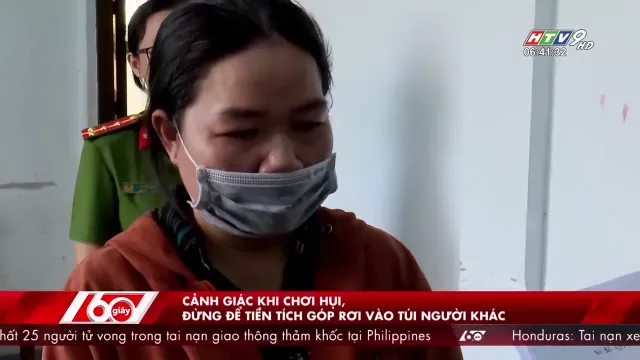 HTV9 HD
06:41:32
60 giây
CẢNH GIÁC KHI CHƠI HỤI,
ĐỪNG ĐỂ TIỀN TÍCH GÓP RƠI VÀO TÚI NGƯỜI KHÁC
hất 25 người tử vong trong tai nạn giao thông thảm khốc tại Philippines 60 Honduras: Tai nạn xe